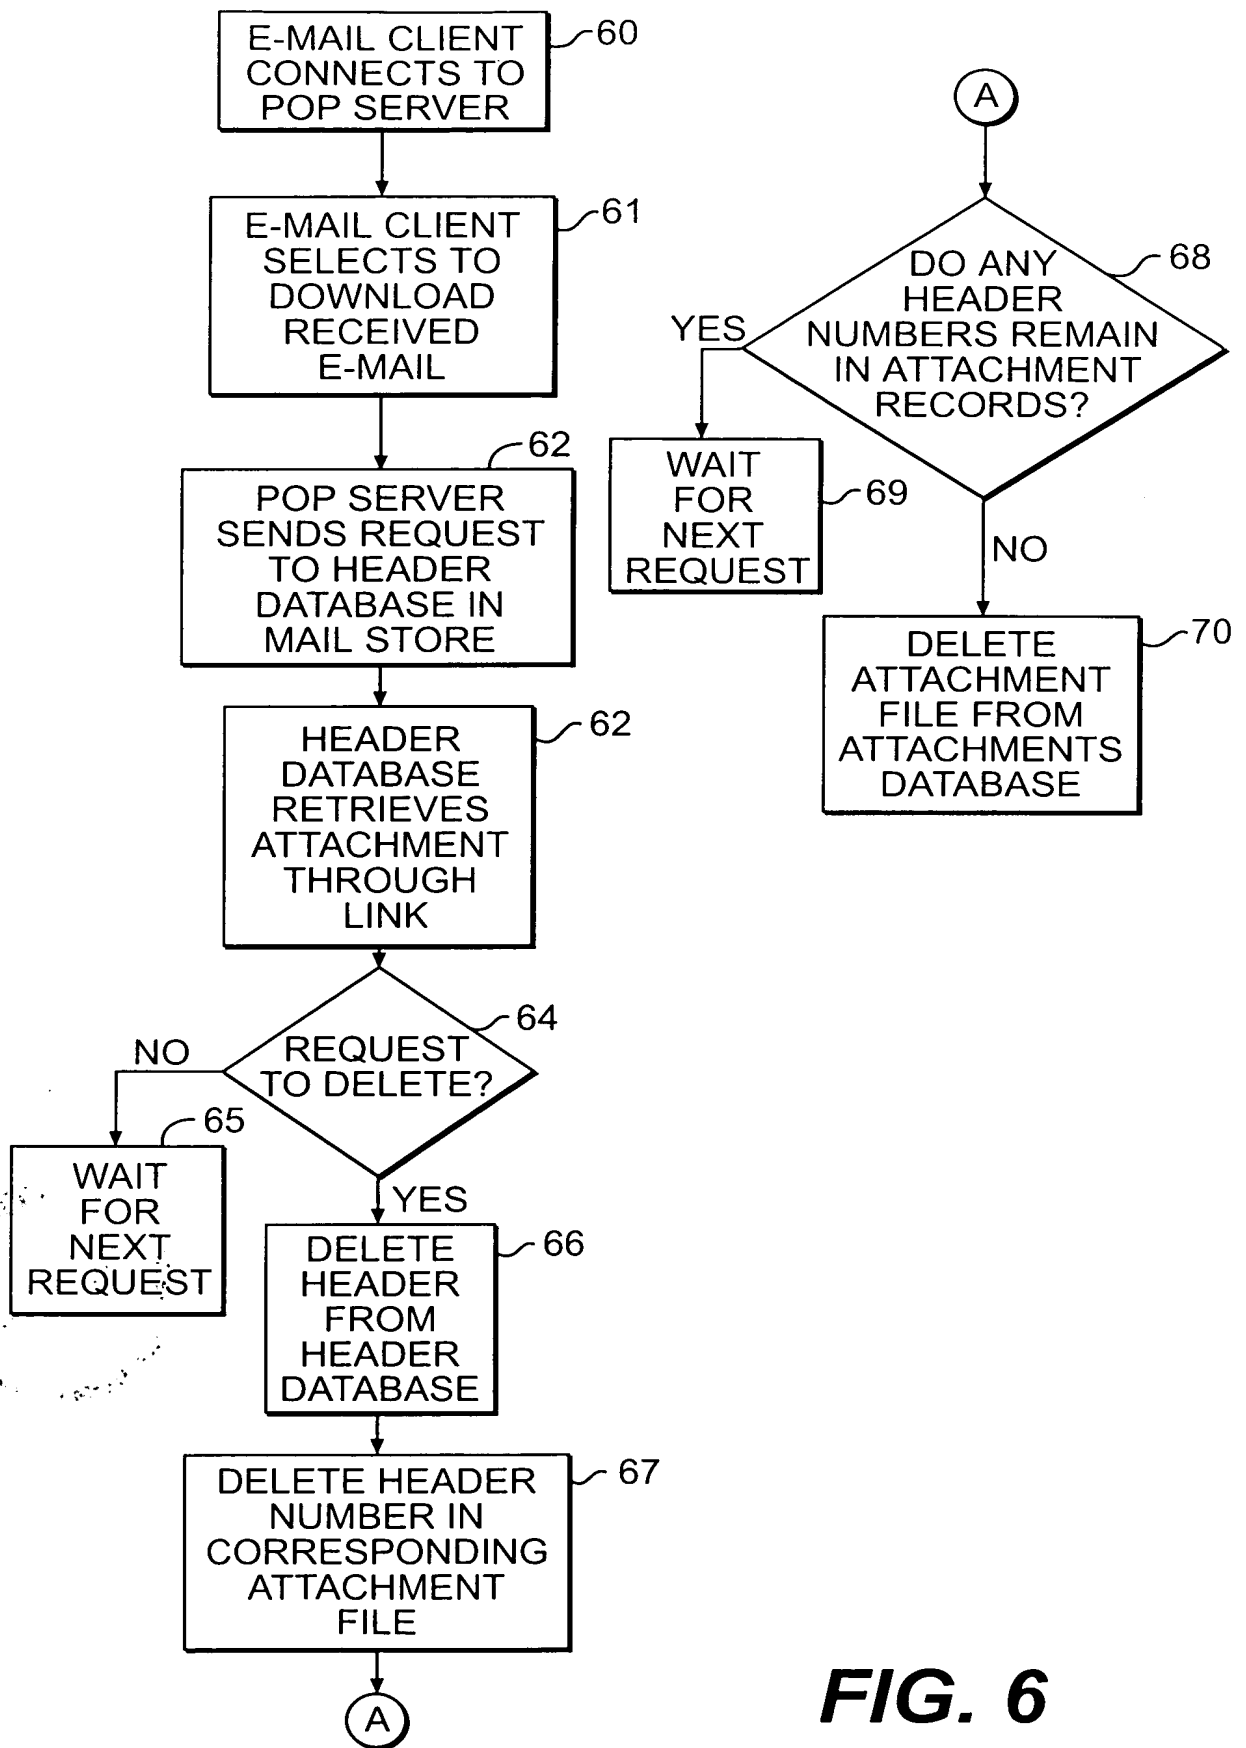 E-MAIL CLIENT
CONNECTS TO
POP SERVER
60
E-MAIL CLIENT
SELECTS TO
DOWNLOAD
RECEIVED
E-MAIL
61
62
POP SERVER
SENDS REQUEST
TO HEADER
DATABASE IN
MAIL STORE
HEADER
DATABASE
RETRIEVES
ATTACHMENT
THROUGH
LINK
62
REQUEST
TO DELETE?
64
NO
65
WAIT
FOR
NEXT
REQUEST
YES
DELETE
HEADER
FROM
HEADER
DATABASE
66
DELETE HEADER
NUMBER IN
CORRESPONDING
ATTACHMENT
FILE
67
A
A
DO ANY
HEADER
NUMBERS REMAIN
IN ATTACHMENT
RECORDS?
68
YES
WAIT
FOR
NEXT
REQUEST
69
NO
DELETE
ATTACHMENT
FILE FROM
ATTACHMENTS
DATABASE
70
FIG. 6